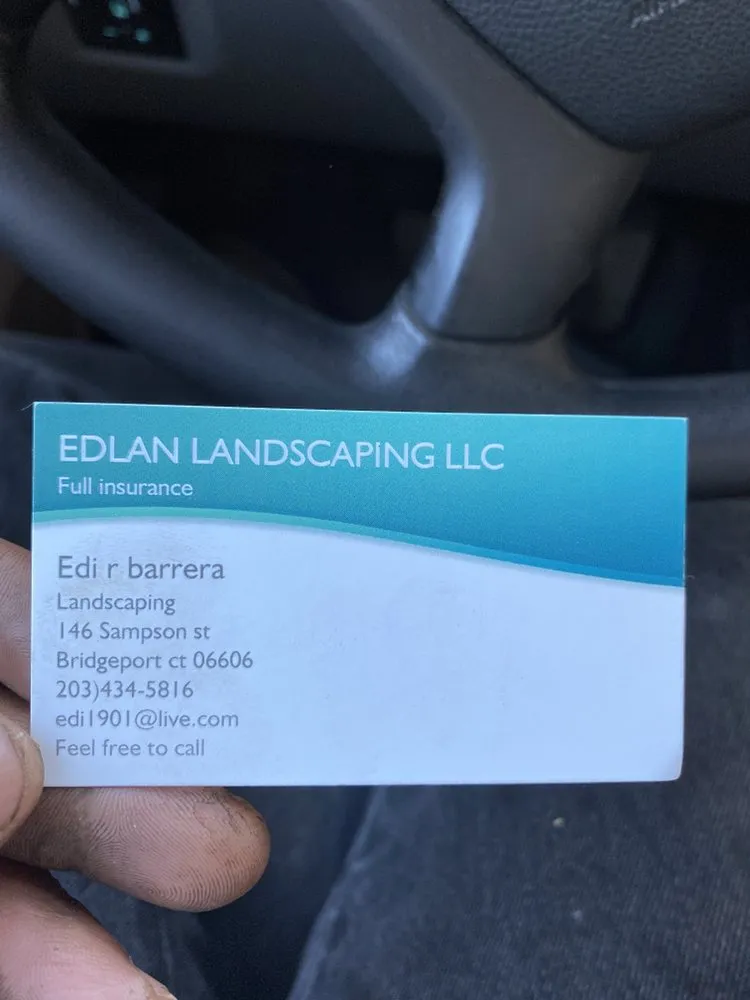 EDLAN LANDSCAPING LLC
Full insurance
Edi r barrera
Landscaping
146 Sampson st
Bridgeport ct 06606
203)434-5816
edi1901@live.com
Feel free to call